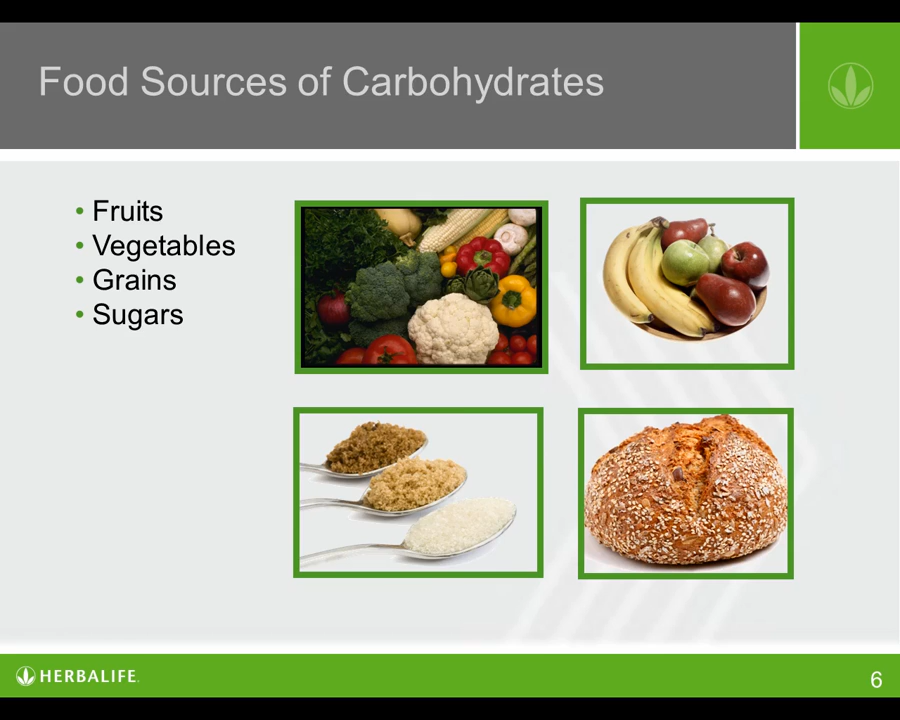 Food Sources of Carbohydrates
• Fruits
• Vegetables
• Grains
• Sugars
HERBALIFE.
6